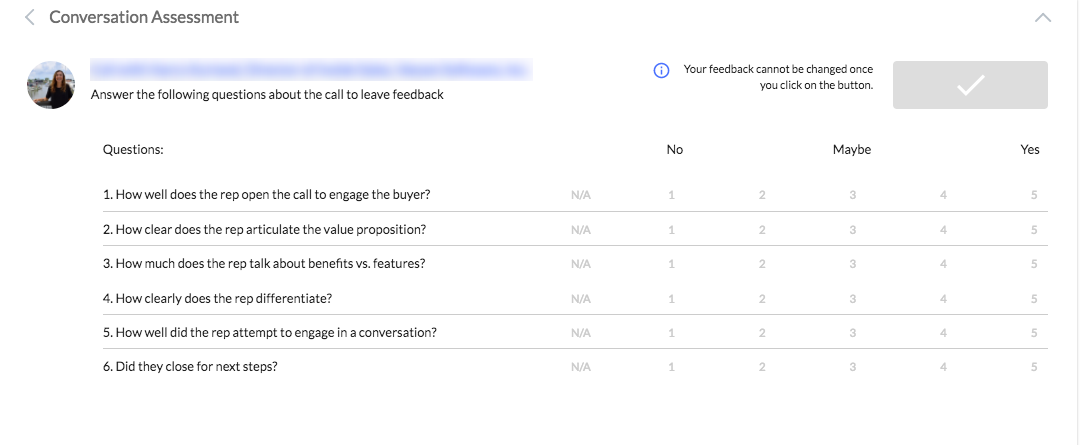 Conversation Assessment
Answer the following questions about the call to leave feedback
Your feedback cannot be changed once
you click on the button.
Questions: No Maybe Yes
1. How well does the rep open the call to engage the buyer? N/A 1 2 3 4 5
2. How clear does the rep articulate the value proposition? N/A 1 2 3 4 5
3. How much does the rep talk about benefits vs. features? N/A 1 2 3 4 5
4. How clearly does the rep differentiate? N/A 1 2 3 4 5
5. How well did the rep attempt to engage in a conversation? N/A 1 2 3 4 5
6. Did they close for next steps? N/A 1 2 3 4 5